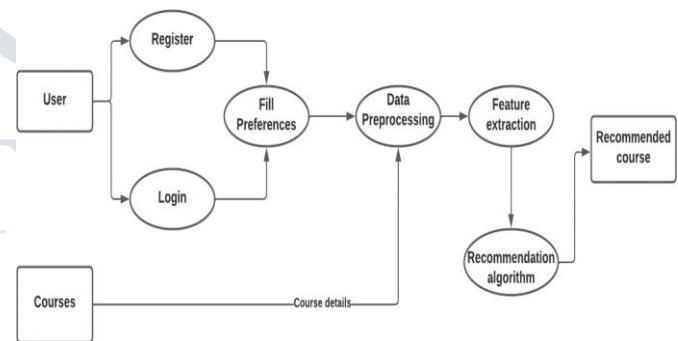 Register
User
Fill
Preferences
Data
Preprocessing
Feature
extraction
Recommended
course
Login
Recommendation
algorithm
Courses
Course details